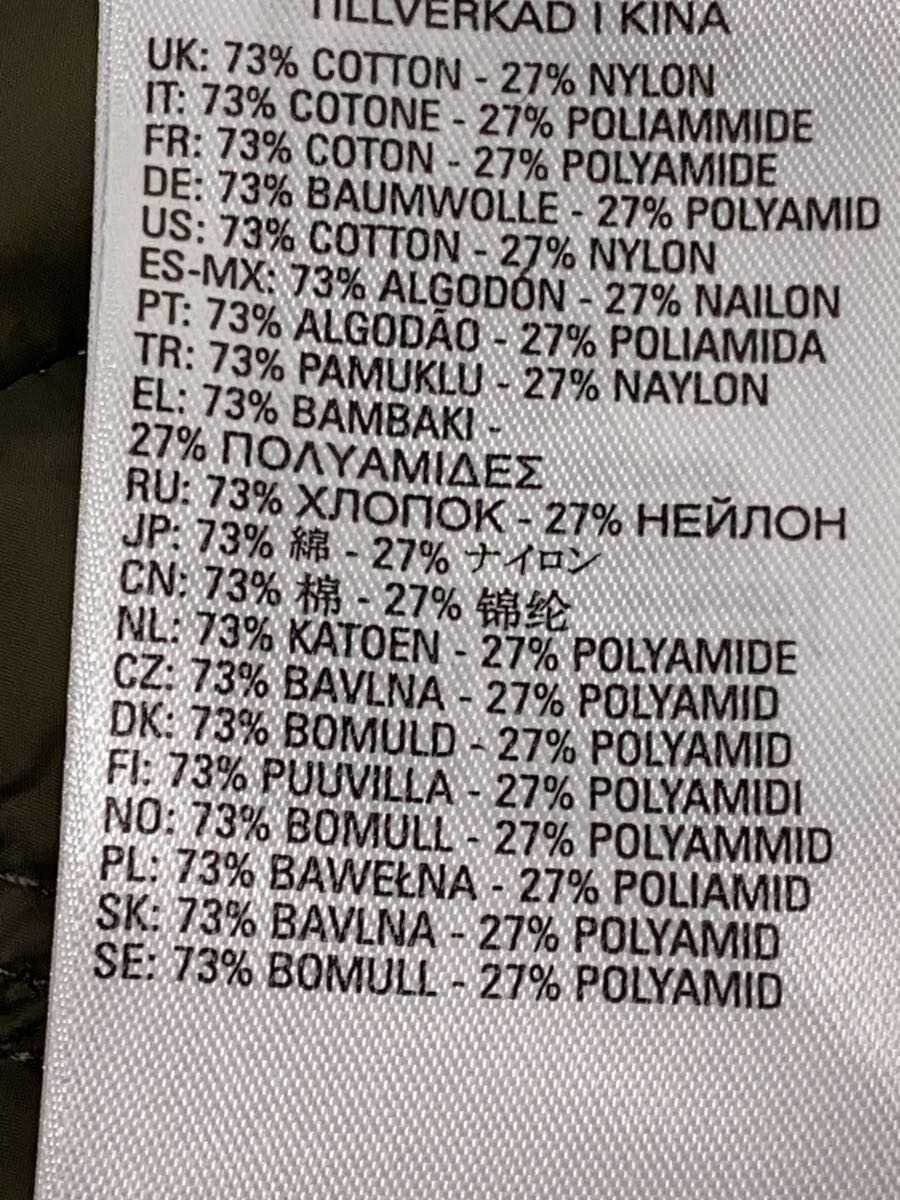 TILLVERKAD I KINA
UK: 73% COTTON - 27% NYLON
IT: 73% COTONE - 27% POLIAMMIDE
FR: 73% COTON - 27% POLYAMIDE
DE: 73% BAUMWOLLE - 27% POLYAMID
US: 73% COTTON - 27% NYLON
ES-MX: 73% ALGODÓN - 27% NAILON
PT: 73% ALGODÃO - 27% POLIAMIDA
TR: 73% PAMUKLU - 27% NAYLON
EL: 73% BAMBAKI -
27% ΠΟΛΥΑΜΙΔΕΣ
RU: 73% ХЛОПОК - 27% НЕЙЛОН
JP: 73% 綿 - 27% ナイロン
CN: 73% 棉 - 27% 锦纶
NL: 73% KATOEN - 27% POLYAMIDE
CZ: 73% BAVLNA - 27% POLYAMID
DK: 73% BOMULD - 27% POLYAMID
FI: 73% PUUVILLA - 27% POLYAMIDI
NO: 73% BOMULL - 27% POLYAMMID
PL: 73% BAWEŁNA - 27% POLIAMID
SK: 73% BAVLNA - 27% POLYAMID
SE: 73% BOMULL - 27% POLYAMID